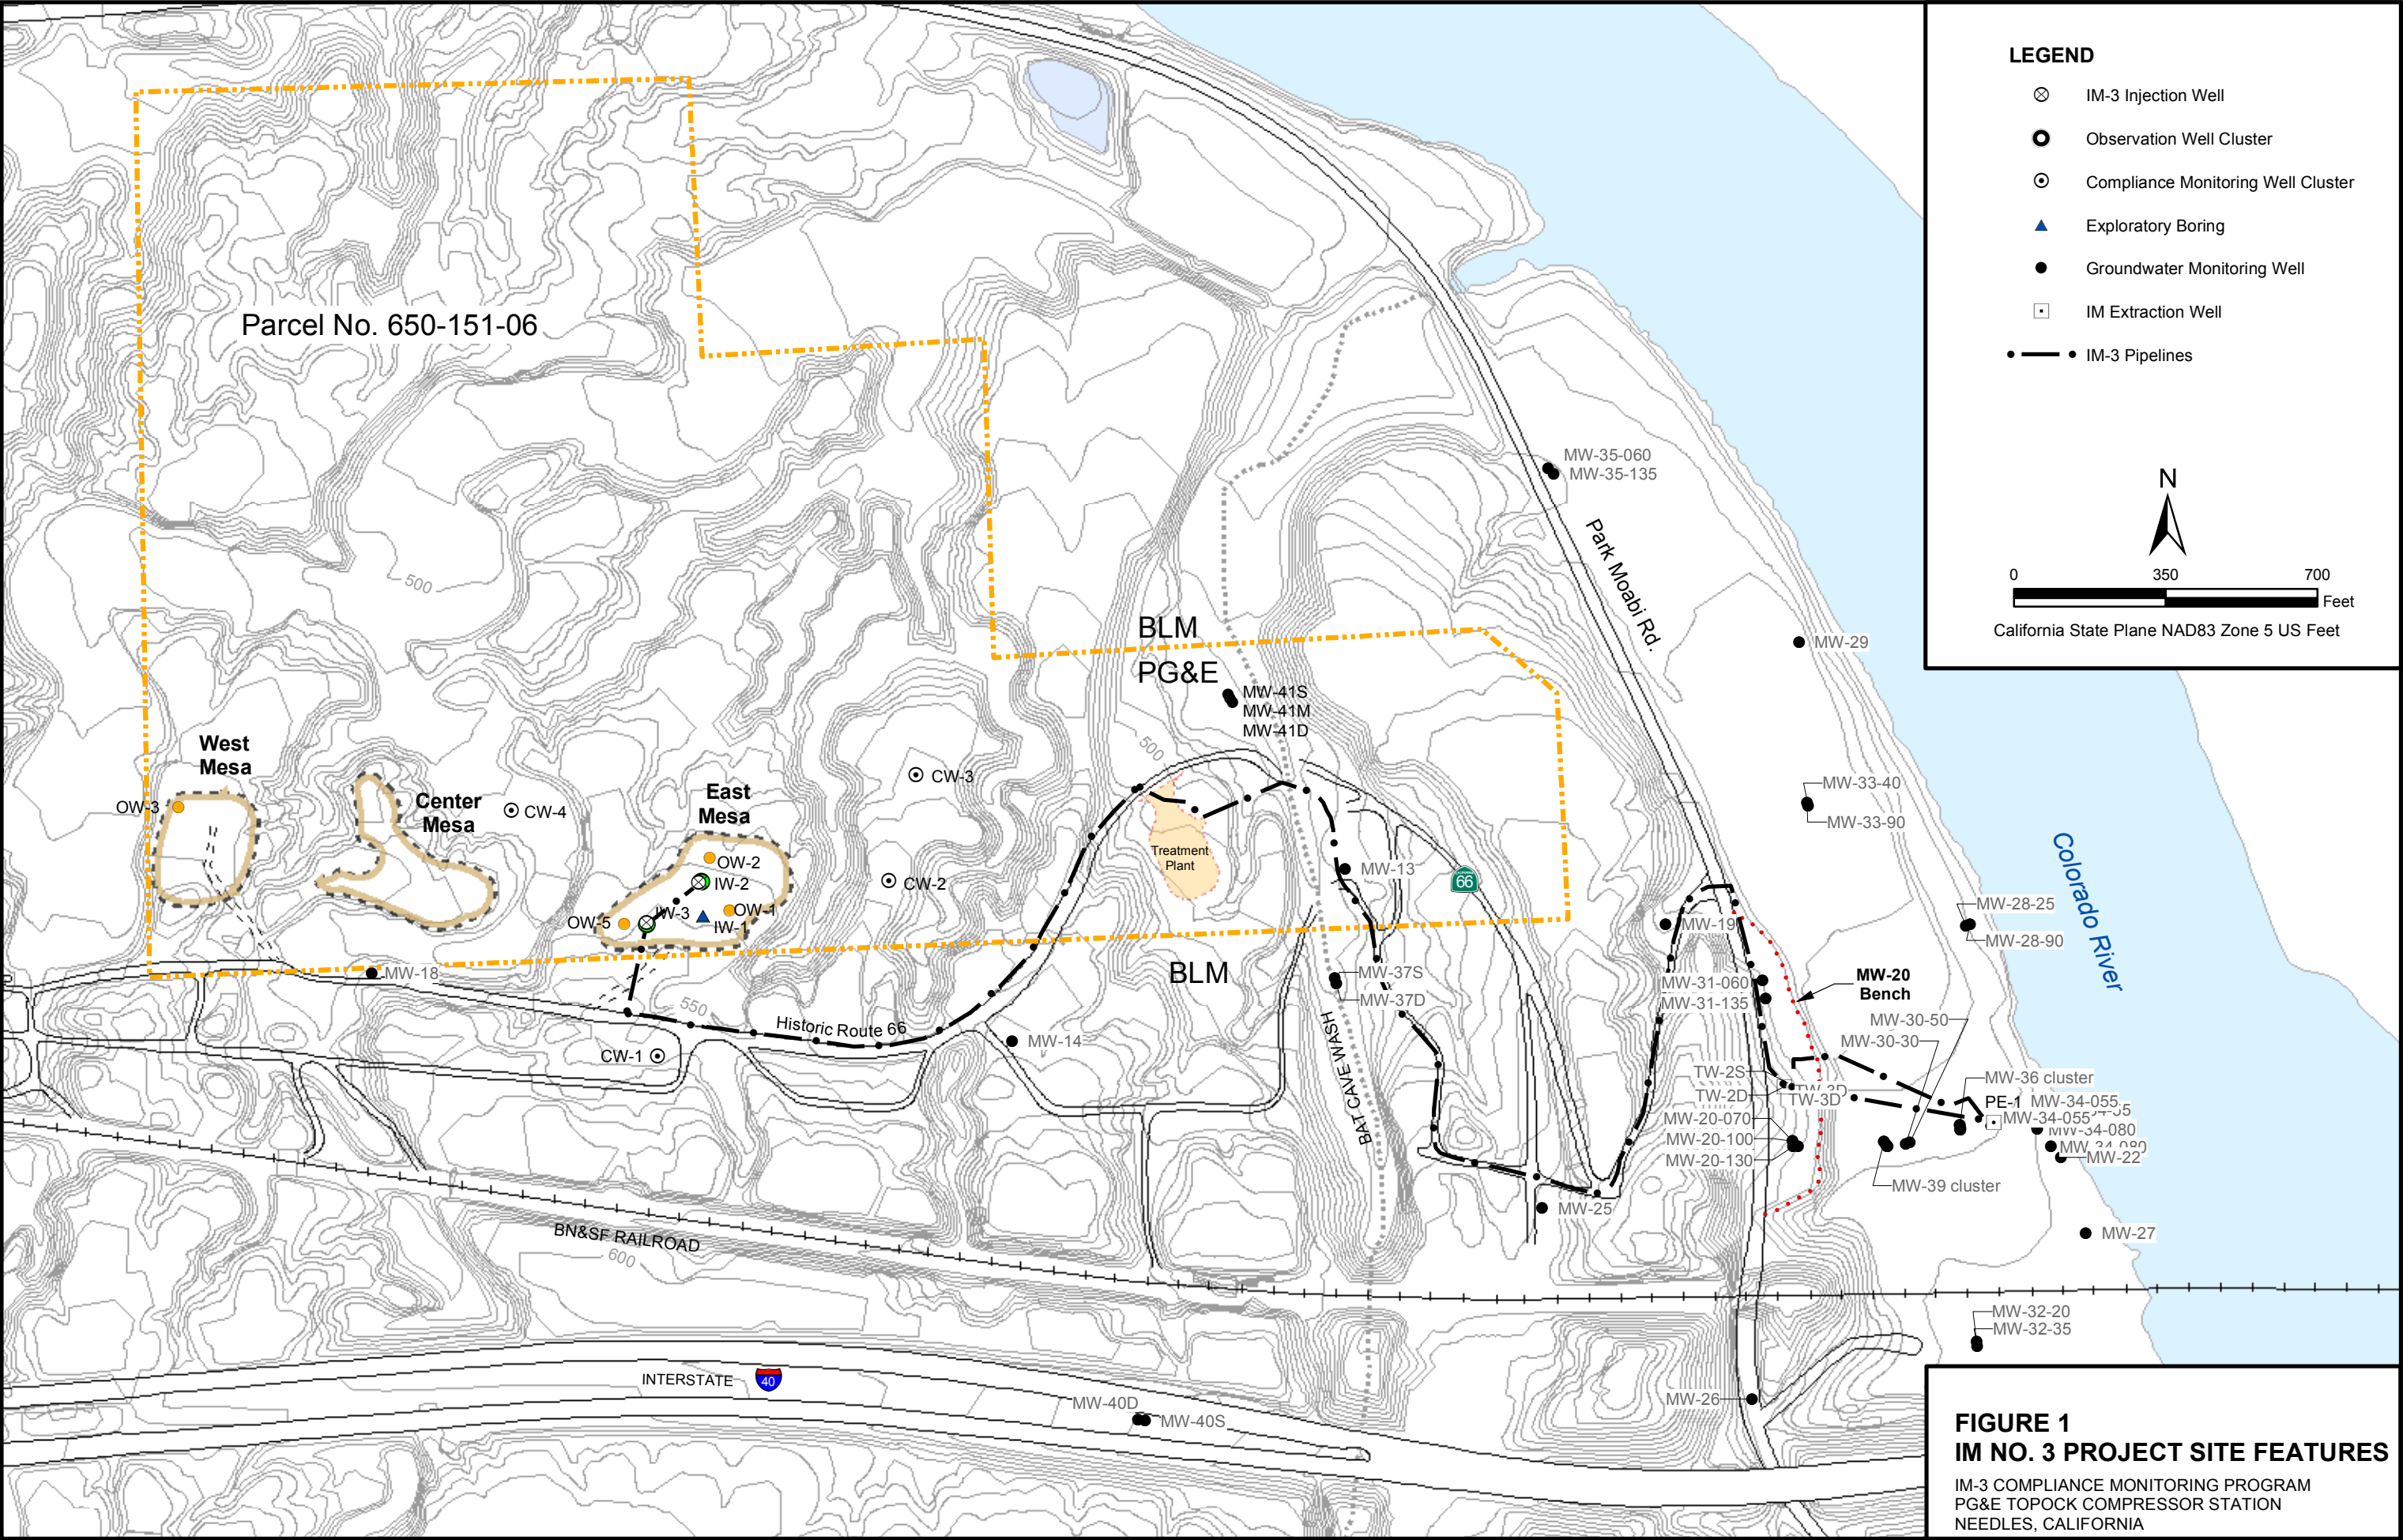 LEGEND
IM-3 Injection Well
Observation Well Cluster
Compliance Monitoring Well Cluster
Exploratory Boring
Groundwater Monitoring Well
IM Extraction Well
IM-3 Pipelines
N
0 350 700
Feet
California State Plane NAD83 Zone 5 US Feet
Parcel No. 650-151-06
MW-35-060
MW-35-135
Park Moabi Rd.
500
BLM
PG&E
MW-29
MW-41S
MW-41M
MW-41D
500
West
Mesa
Center
Mesa
East
Mesa
CW-3
CW-4
OW-3
OW-2
IW-2
CW-2
OW-5
IW-3
OW-1
IW-1
Treatment
Plant
MW-13
66
MW-33-40
MW-33-90
Colorado River
MW-28-25
MW-28-90
MW-19
MW-18
BLM
MW-37S
MW-37D
MW-31-060
MW-31-135
MW-20
Bench
550
Historic Route 66
CW-1
MW-14
BAT CAVE WASH
MW-30-50
MW-30-30
TW-2S
TW-2D
TW-3D
TW-3D
MW-36 cluster
PE-1
MW-34-055
MW-34-055
MW-34-080
MW-34-080
MW-22
MW-20-070
MW-20-100
MW-20-130
MW-39 cluster
MW-25
MW-27
BN&SF RAILROAD
600
MW-32-20
MW-32-35
INTERSTATE
40
MW-40D
MW-40S
MW-26
FIGURE 1
IM NO. 3 PROJECT SITE FEATURES
IM-3 COMPLIANCE MONITORING PROGRAM
PG&E TOPOCK COMPRESSOR STATION
NEEDLES, CALIFORNIA